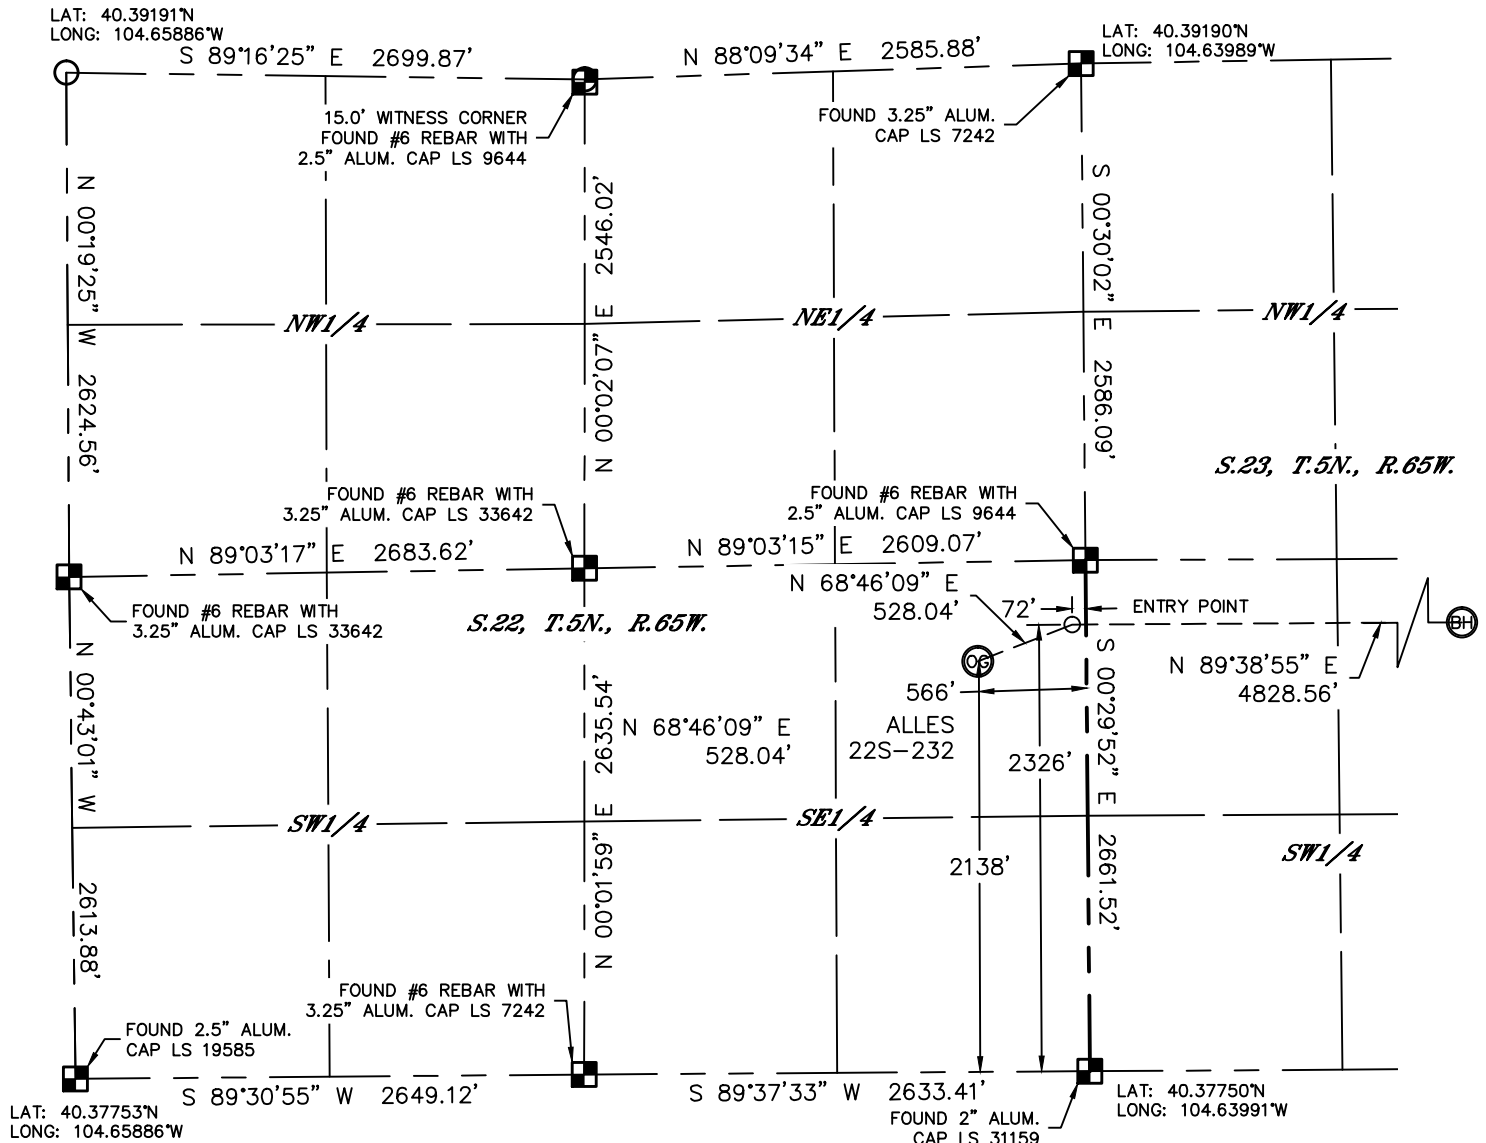 LAT: 40.39191°N
LONG: 104.65886°W
S 89°16'25" E 2699.87'
N 88°09'34" E 2585.88'
LAT: 40.39190°N
LONG: 104.63989°W
15.0' WITNESS CORNER
FOUND #6 REBAR WITH
2.5" ALUM. CAP LS 9644
FOUND 3.25" ALUM.
CAP LS 7242
N 00°19'25" W 2624.56'
N 00°02'07" E 2546.02'
S 00°30'02" E 2586.09'
NW1/4
NE1/4
NW1/4
S.23, T.5N., R.65W.
FOUND #6 REBAR WITH
3.25" ALUM. CAP LS 33642
FOUND #6 REBAR WITH
2.5" ALUM. CAP LS 9644
N 89°03'17" E 2683.62'
N 89°03'15" E 2609.07'
N 68°46'09" E
528.04'
72'
ENTRY POINT
FOUND #6 REBAR WITH
3.25" ALUM. CAP LS 33642
S.22, T.5N., R.65W.
BH
OG
N 89°38'55" E
4828.56'
566'
N 68°46'09" E
528.04'
ALLES
22S-232
2326'
N 00°43'01" W 2613.88'
N 00°01'59" E 2635.54'
S 00°29'52" E 2661.52'
SW1/4
SE1/4
SW1/4
2138'
FOUND #6 REBAR WITH
3.25" ALUM. CAP LS 7242
FOUND 2.5" ALUM.
CAP LS 19585
S 89°30'55" W 2649.12'
S 89°37'33" W 2633.41'
LAT: 40.37753°N
LONG: 104.65886°W
LAT: 40.37750°N
LONG: 104.63991°W
FOUND 2" ALUM.
CAP LS 31159